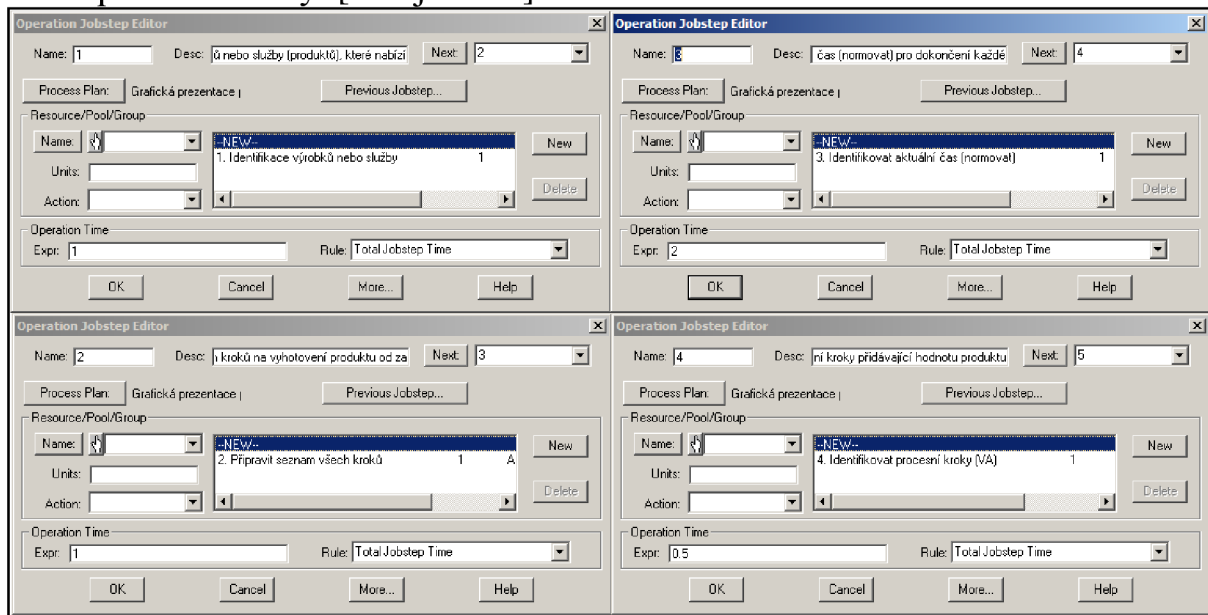 Operation Jobstep Editor
Name: 1 Desc: ů nebo služby (produktů), které nabízí Next: 2
Process Plan: Grafická prezentace Previous Jobstep...
Resource/Pool/Group
Name: --NEW-- New
1. Identifikace výrobků nebo služby 1
Units:
Action: Delete
Operation Time
Expr: 1 Rule: Total Jobstep Time
OK Cancel More... Help
Operation Jobstep Editor
Name: 3 Desc: čas (normovat) pro dokončení každé Next: 4
Process Plan: Grafická prezentace Previous Jobstep...
Resource/Pool/Group
Name: --NEW-- New
3. Identifikovat aktuální čas (normovat) 1
Units:
Action: Delete
Operation Time
Expr: 2 Rule: Total Jobstep Time
OK Cancel More... Help
Operation Jobstep Editor
Name: 2 Desc: kroků na vyhotovení produktu od za Next: 3
Process Plan: Grafická prezentace Previous Jobstep...
Resource/Pool/Group
Name: --NEW-- New
2. Připravit seznam všech kroků 1 A
Units:
Action: Delete
Operation Time
Expr: 1 Rule: Total Jobstep Time
OK Cancel More... Help
Operation Jobstep Editor
Name: 4 Desc: ní kroky přidávající hodnotu produktu Next: 5
Process Plan: Grafická prezentace Previous Jobstep...
Resource/Pool/Group
Name: --NEW-- New
4. Identifikovat procesní kroky (VA) 1
Units:
Action: Delete
Operation Time
Expr: 0.5 Rule: Total Jobstep Time
OK Cancel More... Help